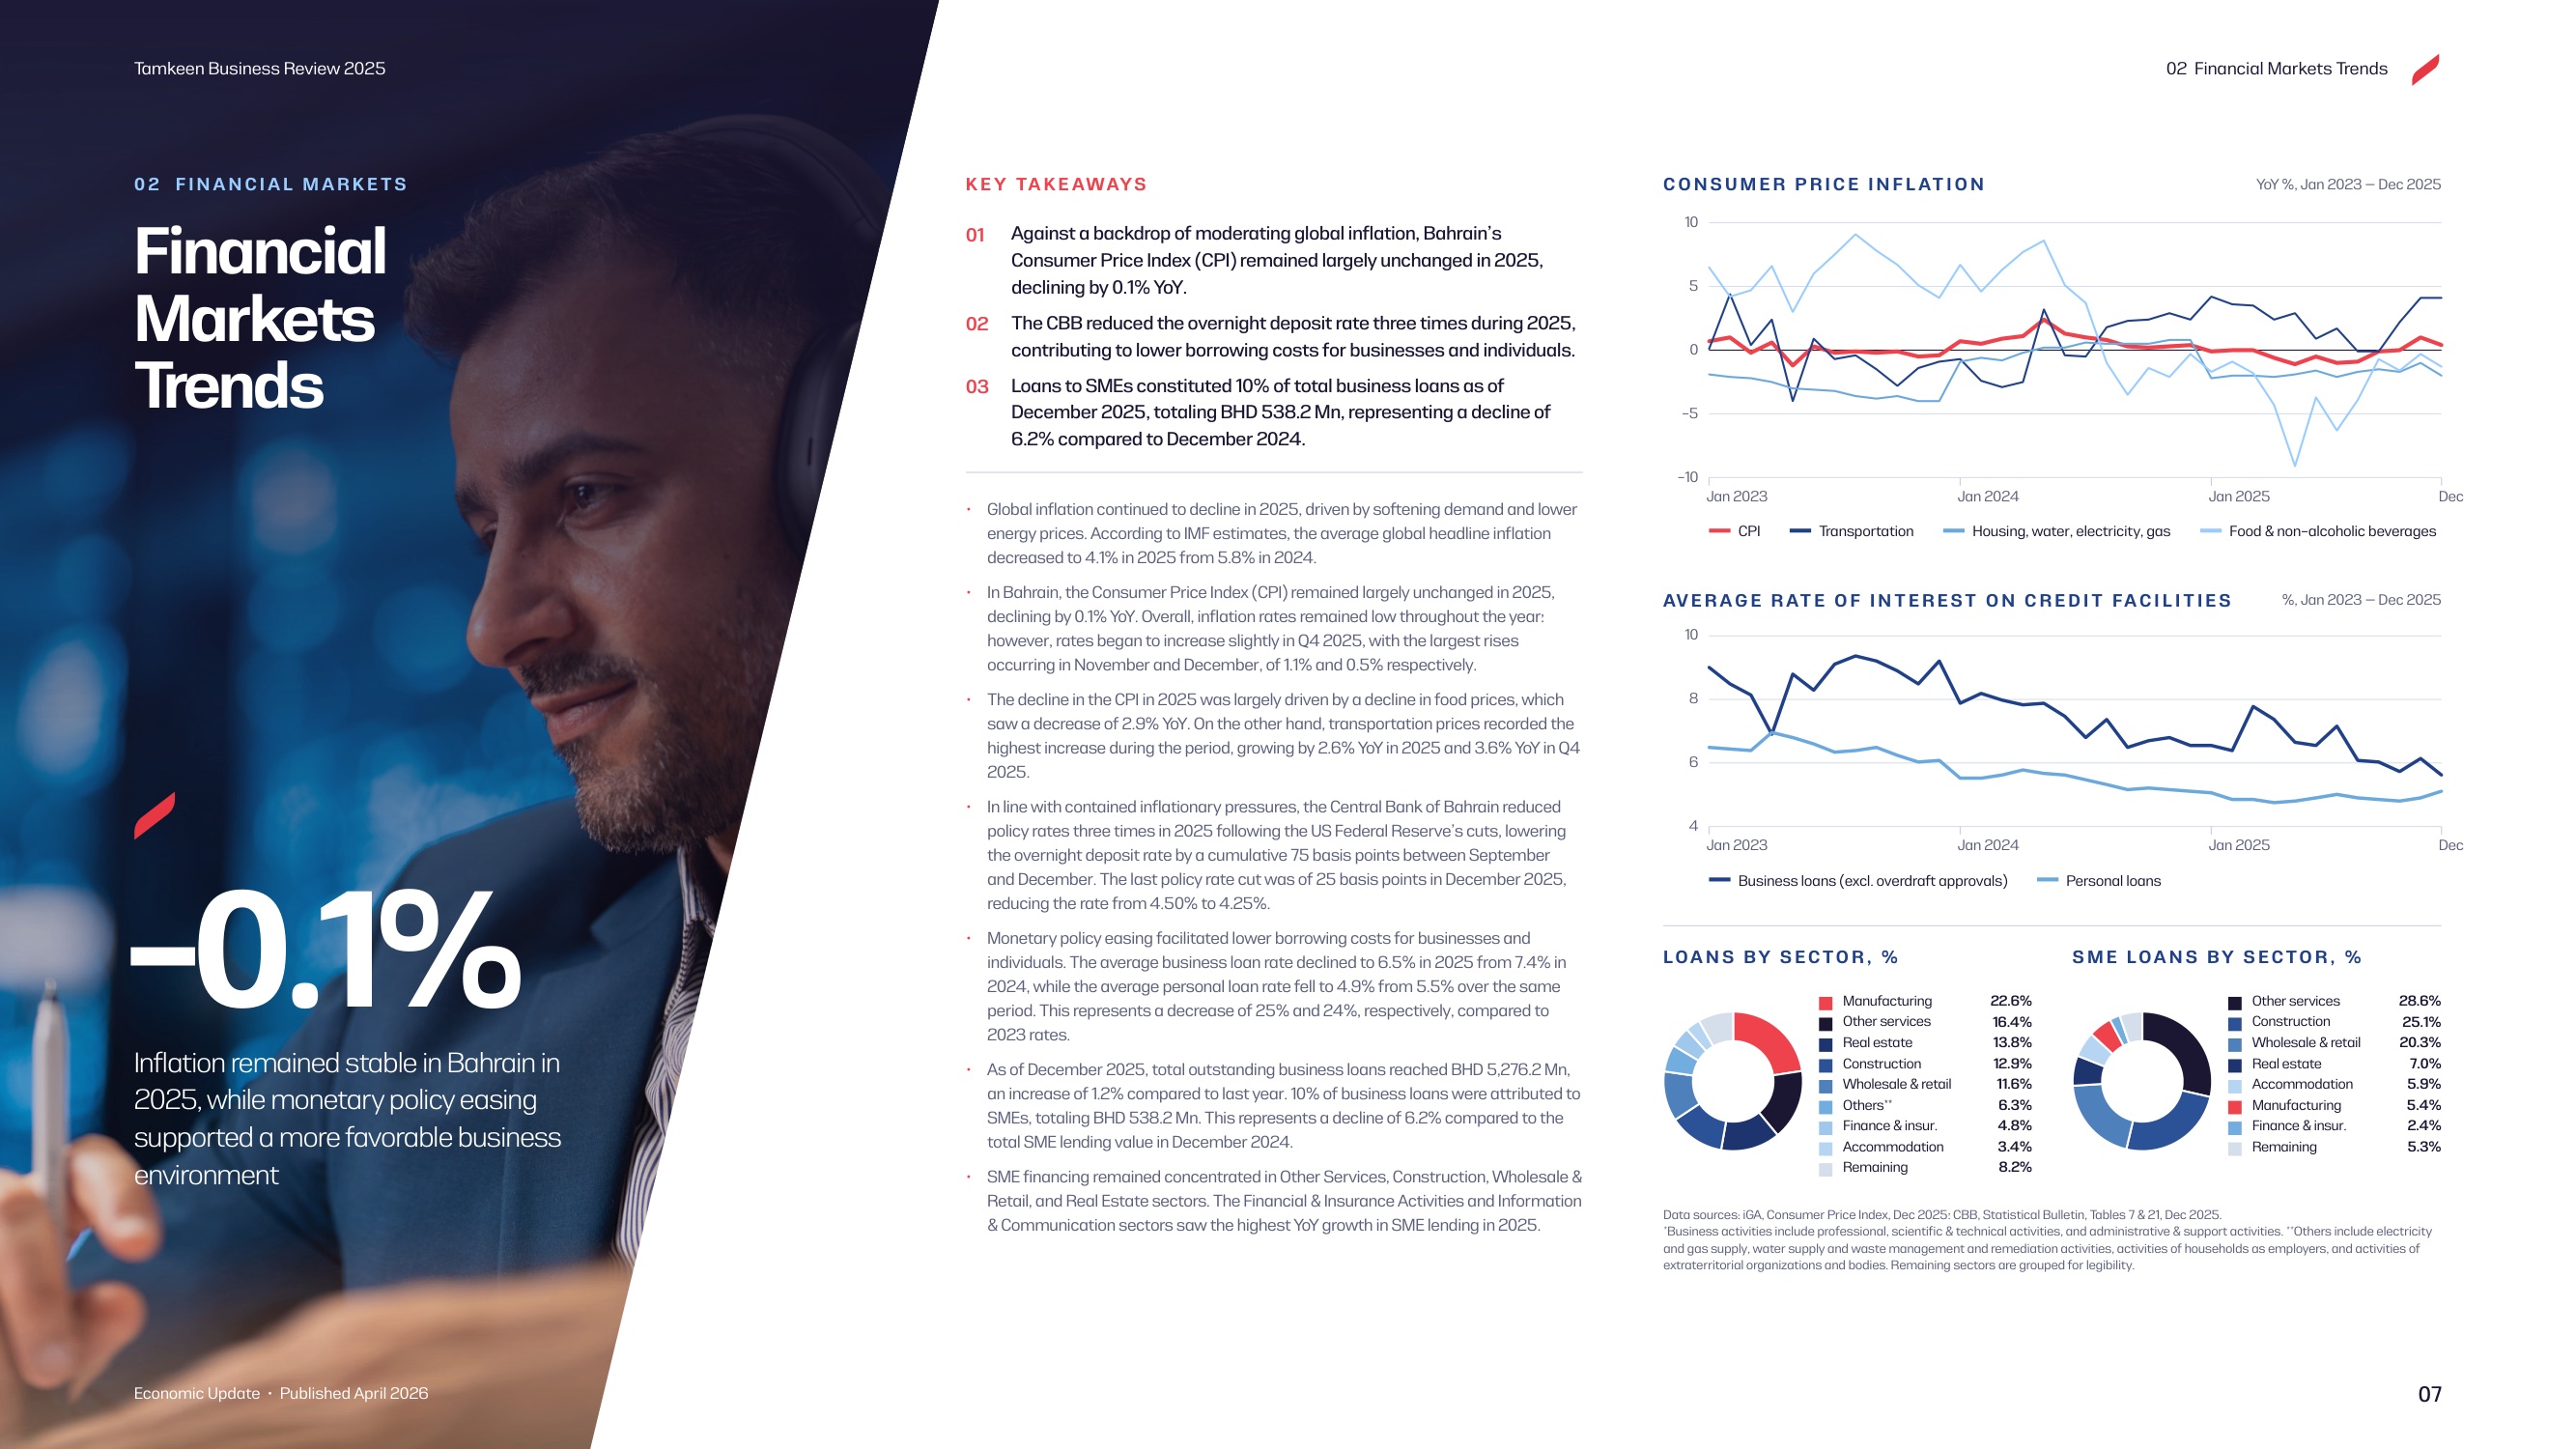 Tamkeen Business Review 2025
02 Financial Markets Trends
02 FINANCIAL MARKETS
Financial
Markets
Trends
–0.1%
Inflation remained stable in Bahrain in
2025, while monetary policy easing
supported a more favorable business
environment
Economic Update • Published April 2026
KEY TAKEAWAYS
01 Against a backdrop of moderating global inflation, Bahrain's
Consumer Price Index (CPI) remained largely unchanged in 2025,
declining by 0.1% YoY.
02 The CBB reduced the overnight deposit rate three times during 2025,
contributing to lower borrowing costs for businesses and individuals.
03 Loans to SMEs constituted 10% of total business loans as of
December 2025, totaling BHD 538.2 Mn, representing a decline of
6.2% compared to December 2024.
• Global inflation continued to decline in 2025, driven by softening demand and lower
energy prices. According to IMF estimates, the average global headline inflation
decreased to 4.1% in 2025 from 5.8% in 2024.
• In Bahrain, the Consumer Price Index (CPI) remained largely unchanged in 2025,
declining by 0.1% YoY. Overall, inflation rates remained low throughout the year;
however, rates began to increase slightly in Q4 2025, with the largest rises
occurring in November and December, of 1.1% and 0.5% respectively.
• The decline in the CPI in 2025 was largely driven by a decline in food prices, which
saw a decrease of 2.9% YoY. On the other hand, transportation prices recorded the
highest increase during the period, growing by 2.6% YoY in 2025 and 3.6% YoY in Q4
2025.
• In line with contained inflationary pressures, the Central Bank of Bahrain reduced
policy rates three times in 2025 following the US Federal Reserve's cuts, lowering
the overnight deposit rate by a cumulative 75 basis points between September
and December. The last policy rate cut was of 25 basis points in December 2025,
reducing the rate from 4.50% to 4.25%.
• Monetary policy easing facilitated lower borrowing costs for businesses and
individuals. The average business loan rate declined to 6.5% in 2025 from 7.4% in
2024, while the average personal loan rate fell to 4.9% from 5.5% over the same
period. This represents a decrease of 25% and 24%, respectively, compared to
2023 rates.
• As of December 2025, total outstanding business loans reached BHD 5,276.2 Mn,
an increase of 1.2% compared to last year. 10% of business loans were attributed to
SMEs, totaling BHD 538.2 Mn. This represents a decline of 6.2% compared to the
total SME lending value in December 2024.
• SME financing remained concentrated in Other Services, Construction, Wholesale &
Retail, and Real Estate sectors. The Financial & Insurance Activities and Information
& Communication sectors saw the highest YoY growth in SME lending in 2025.
CONSUMER PRICE INFLATION YoY %, Jan 2023 – Dec 2025
10
5
0
–5
–10
Jan 2023 Jan 2024 Jan 2025 Dec
CPI Transportation Housing, water, electricity, gas Food & non-alcoholic beverages
AVERAGE RATE OF INTEREST ON CREDIT FACILITIES %, Jan 2023 – Dec 2025
10
8
6
4
Jan 2023 Jan 2024 Jan 2025 Dec
Business loans (excl. overdraft approvals) Personal loans
LOANS BY SECTOR, %
Manufacturing 22.6%
Other services 16.4%
Real estate 13.8%
Construction 12.9%
Wholesale & retail 11.6%
Others** 6.3%
Finance & insur. 4.8%
Accommodation 3.4%
Remaining 8.2%
SME LOANS BY SECTOR, %
Other services 28.6%
Construction 25.1%
Wholesale & retail 20.3%
Real estate 7.0%
Accommodation 5.9%
Manufacturing 5.4%
Finance & insur. 2.4%
Remaining 5.3%
Data sources: iGA, Consumer Price Index, Dec 2025; CBB, Statistical Bulletin, Tables 7 & 21, Dec 2025.
*Business activities include professional, scientific & technical activities, and administrative & support activities. **Others include electricity
and gas supply, water supply and waste management and remediation activities, activities of households as employers, and activities of
extraterritorial organizations and bodies. Remaining sectors are grouped for legibility.
07